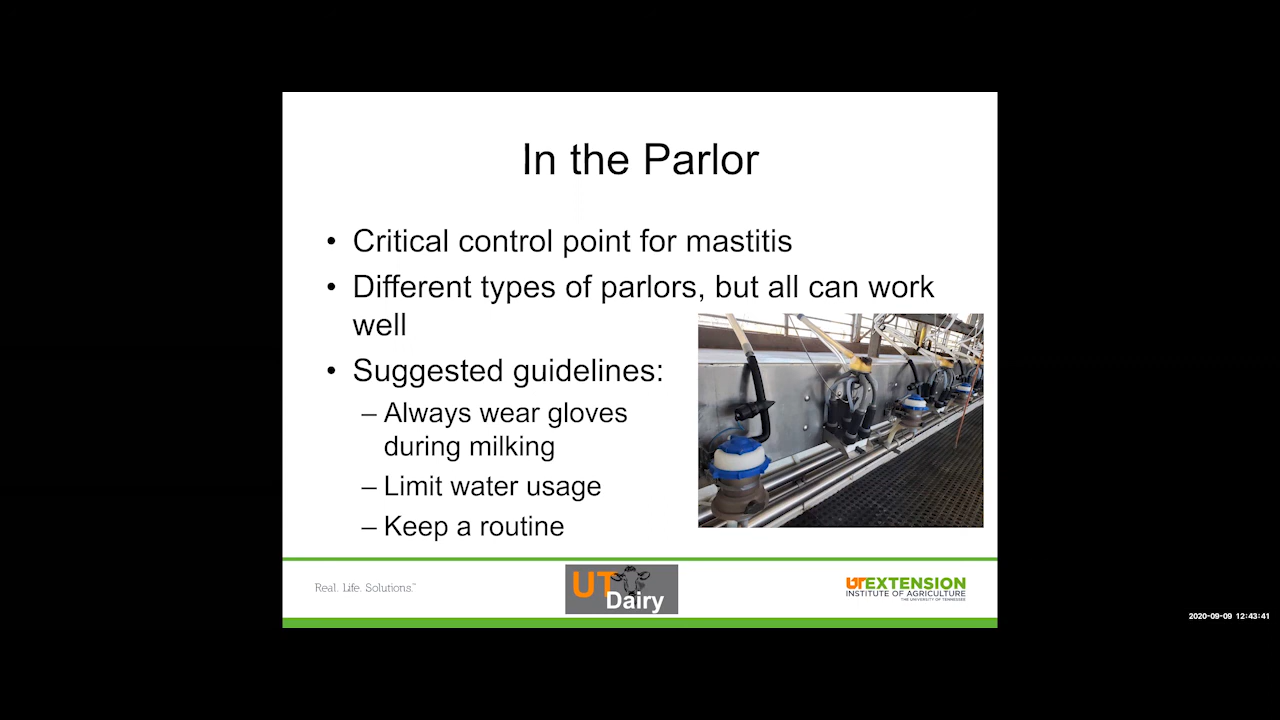 In the Parlor
• Critical control point for mastitis
• Different types of parlors, but all can work
well
• Suggested guidelines:
– Always wear gloves
during milking
– Limit water usage
– Keep a routine
Real. Life. Solutions.™
UT
Dairy
UT EXTENSION
INSTITUTE OF AGRICULTURE
THE UNIVERSITY OF TENNESSEE
2020-09-09 12:43:41